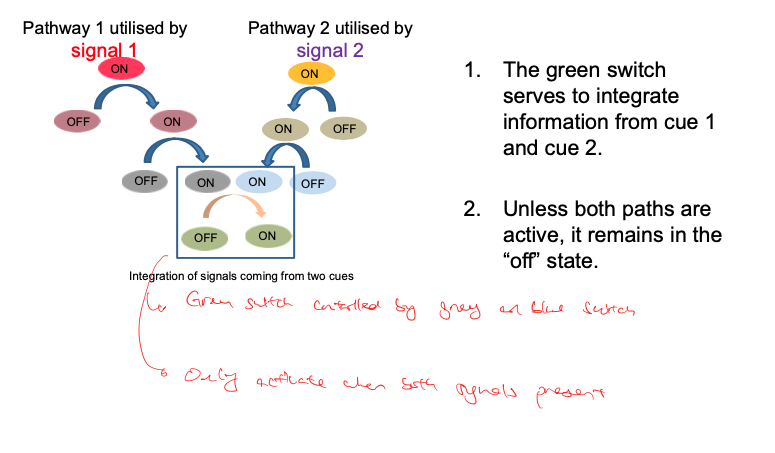 Pathway 1 utilised by
signal 1
Pathway 2 utilised by
signal 2
ON
ON
OFF
ON
ON
OFF
OFF
ON
ON
OFF
OFF
ON
Integration of signals coming from two cues
1. The green switch
serves to integrate
information from cue 1
and cue 2.
2. Unless both paths are
active, it remains in the
“off” state.
Green switch controlled by grey and blue switch
Only activate when both signals present